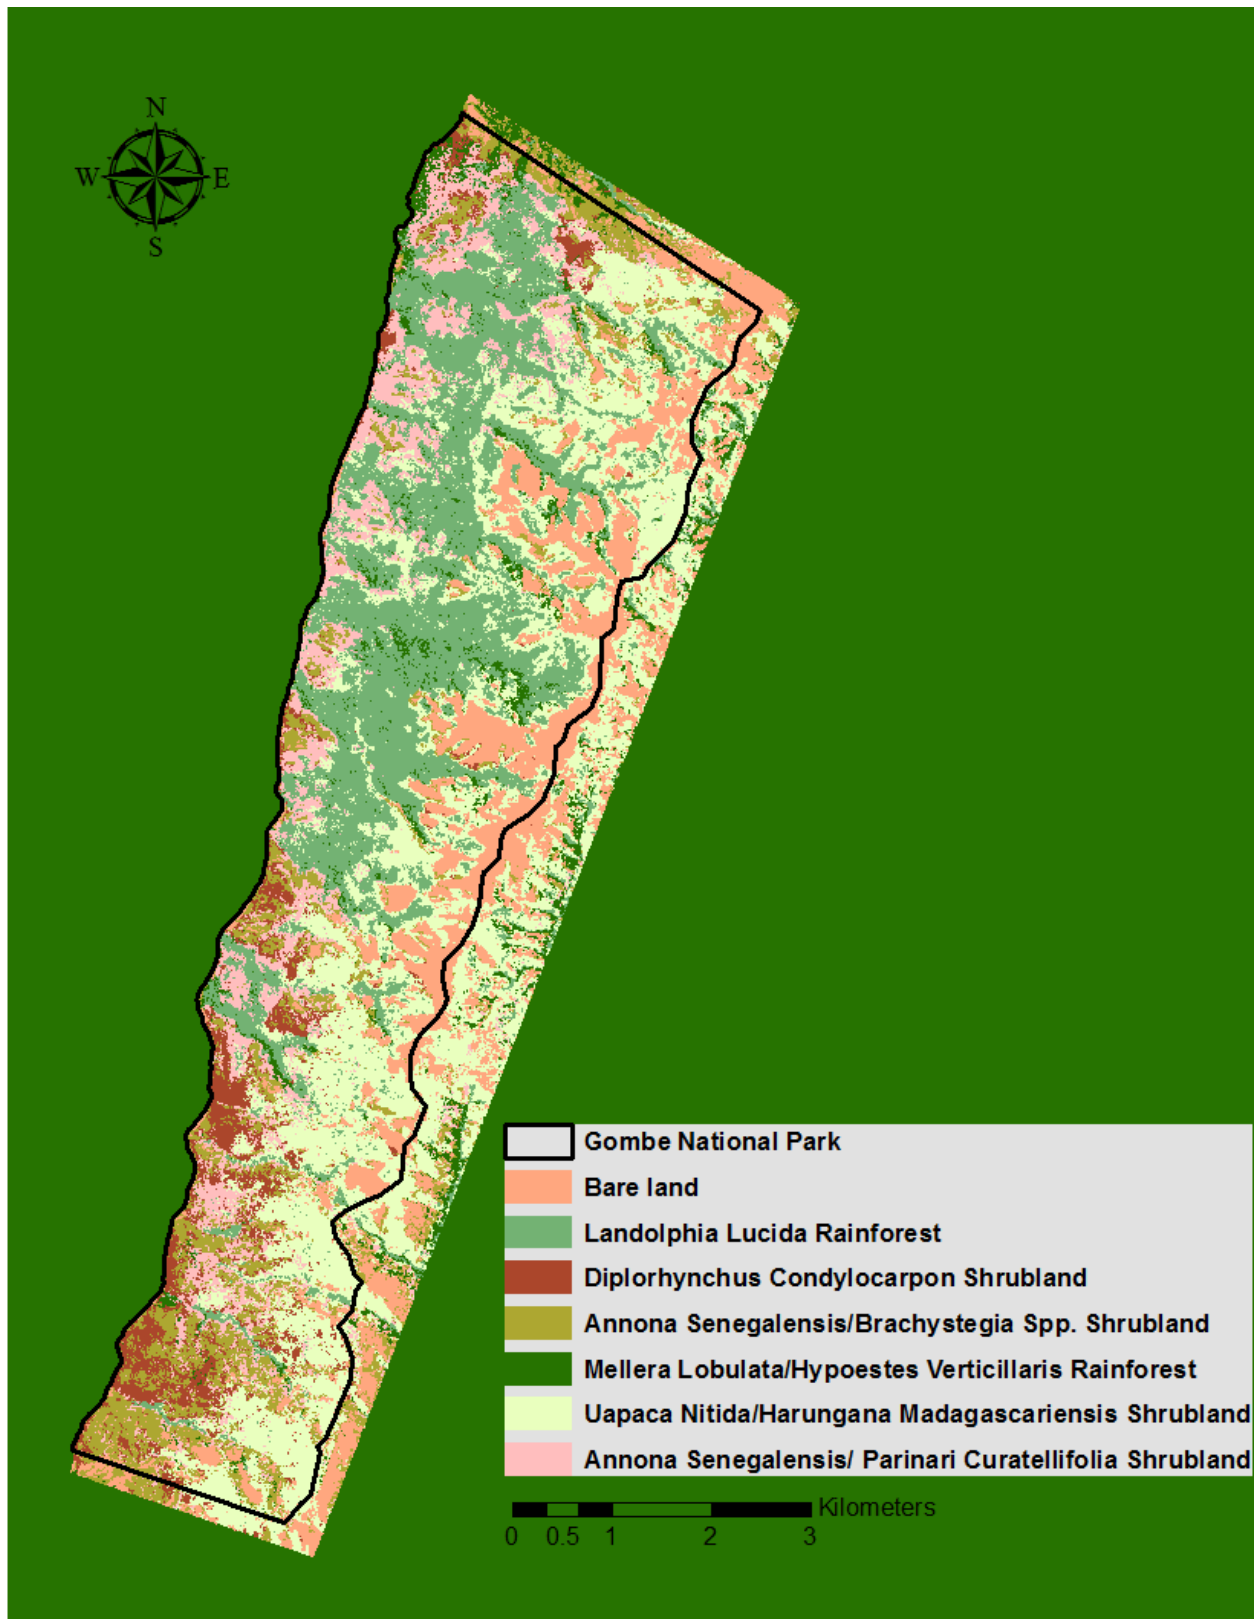 N
W E
S
Gombe National Park
Bare land
Landolphia Lucida Rainforest
Diplorhynchus Condylocarpon Shrubland
Annona Senegalensis/Brachystegia Spp. Shrubland
Mellera Lobulata/Hypoestes Verticillaris Rainforest
Uapaca Nitida/Harungana Madagascariensis Shrubland
Annona Senegalensis/ Parinari Curatellifolia Shrubland
Kilometers
0 0.5 1 2 3